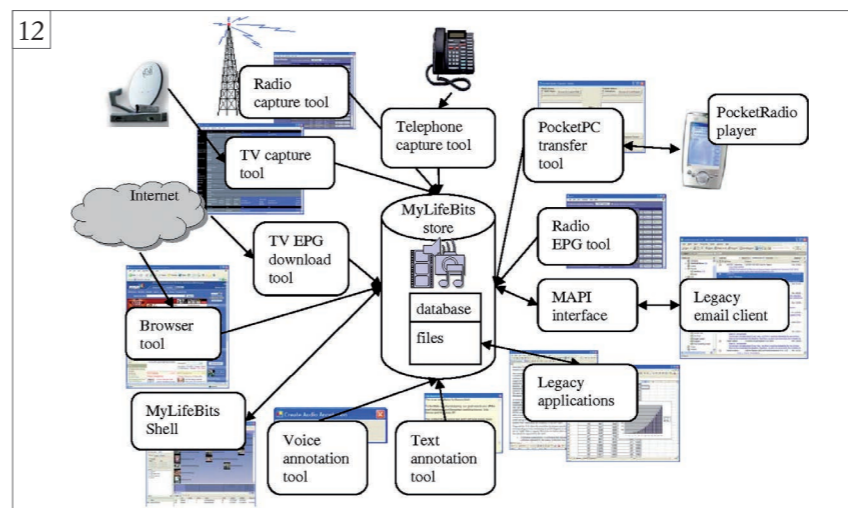 12
Radio
capture tool
Telephone
capture tool
PocketPC
transfer
tool
PocketRadio
player
TV capture
tool
Internet
MyLifeBits
store
TV EPG
download
tool
Radio
EPG tool
Browser
tool
database
files
MAPI
interface
Legacy
email client
MyLifeBits
Shell
Legacy
applications
Voice
annotation
tool
Text
annotation
tool